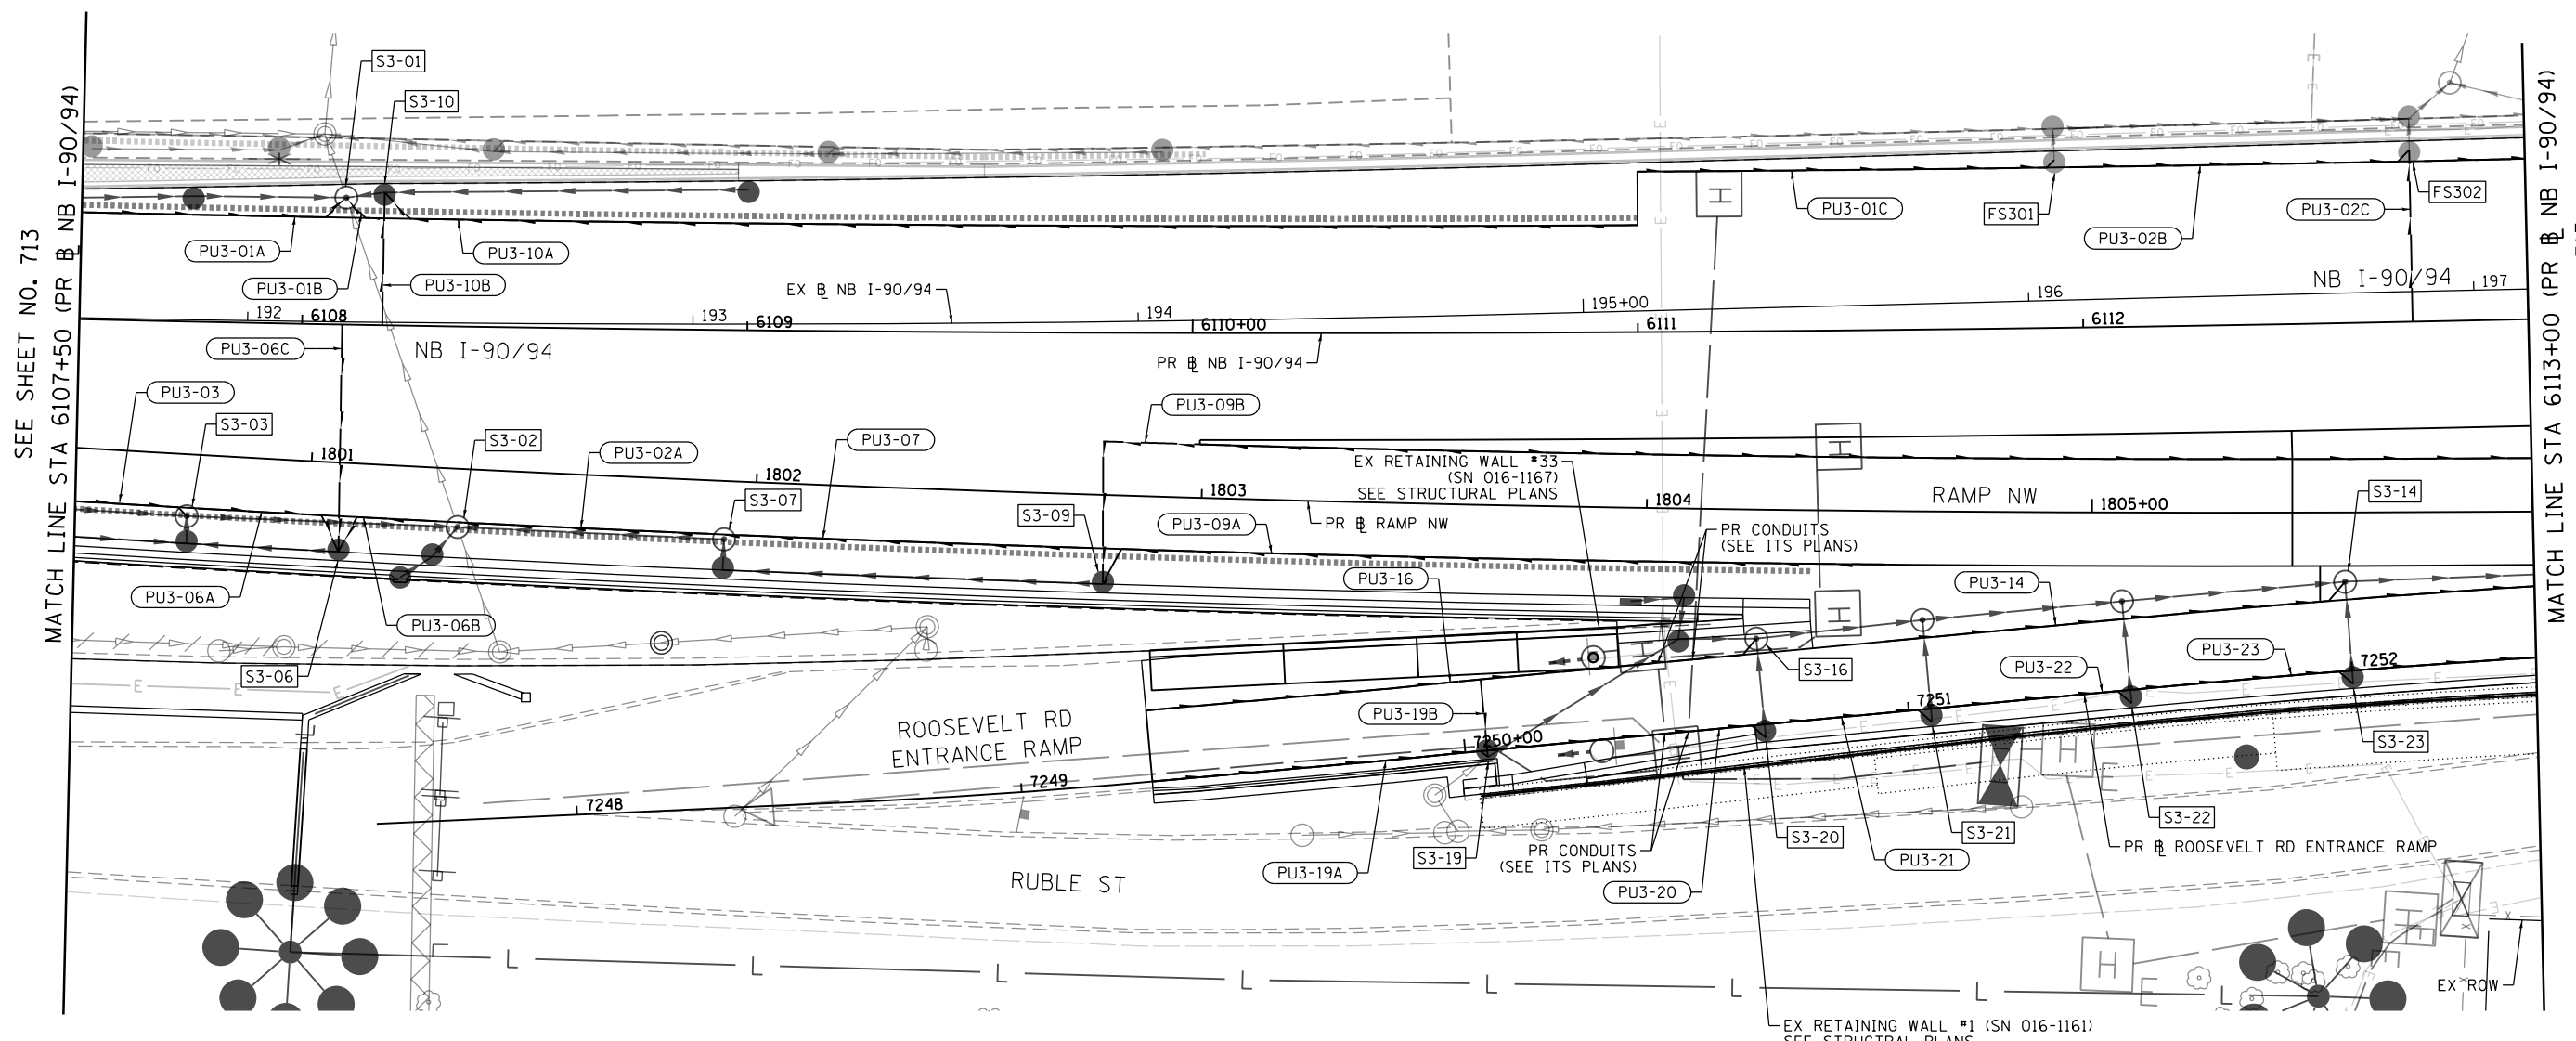 SEE SHEET NO. 713
MATCH LINE STA 6107+50 (PR BL NB I-90/94)
S3-01
S3-10
PU3-01A
PU3-10A
PU3-01B
PU3-10B
EX BL NB I-90/94
192
6108
193
6109
194
6110+00
195+00
6111
196
6112
197
PU3-01C
FS301
PU3-02B
PU3-02C
FS302
NB I-90/94
PU3-06C
NB I-90/94
PR BL NB I-90/94
PU3-03
S3-03
S3-02
PU3-02A
PU3-07
PU3-09B
1801
1802
S3-07
S3-09
EX RETAINING WALL #33
(SN 016-1167)
SEE STRUCTURAL PLANS
1803
1804
RAMP NW
1805+00
S3-14
PR BL RAMP NW
PU3-09A
PR CONDUITS
(SEE ITS PLANS)
PU3-16
PU3-14
PU3-06A
PU3-06B
S3-06
S3-16
PU3-22
PU3-23
7252
PU3-19B
7251
ROOSEVELT RD
ENTRANCE RAMP
7250+00
7249
7248
S3-23
S3-22
S3-21
S3-20
PR BL ROOSEVELT RD ENTRANCE RAMP
PU3-21
PU3-20
PR CONDUITS
(SEE ITS PLANS)
S3-19
PU3-19A
RUBLE ST
L L L L L L L L
EX ROW
EX RETAINING WALL #1 (SN 016-1161)
SEE STRUCTRAL PLANS
MATCH LINE STA 6113+00 (PR BL NB I-90/94)